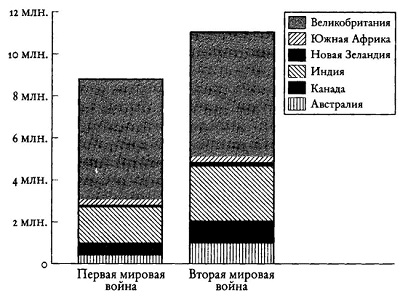 12 МЛН.
10 МЛН.
8 МЛН.
6 МЛН.
4 МЛН.
2 МЛН.
0
Первая мировая
война
Вторая мировая
война
Великобритания
Южная Африка
Новая Зеландия
Индия
Канада
Австралия